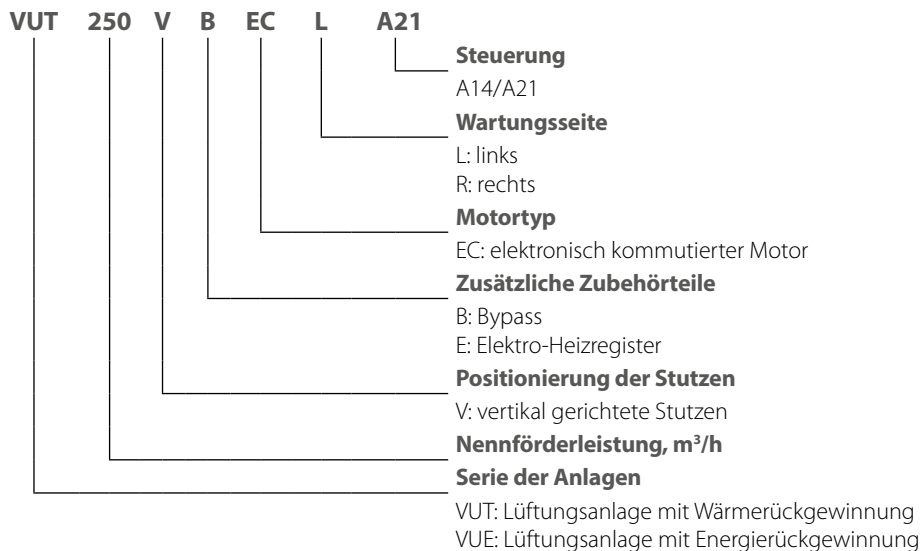 VUT 250 V B EC L A21
Steuerung
A14/A21
Wartungsseite
L: links
R: rechts
Motortyp
EC: elektronisch kommutierter Motor
Zusätzliche Zubehörteile
B: Bypass
E: Elektro-Heizregister
Positionierung der Stutzen
V: vertikal gerichtete Stutzen
Nennförderleistung, m³/h
Serie der Anlagen
VUT: Lüftungsanlage mit Wärmerückgewinnung
VUE: Lüftungsanlage mit Energierückgewinnung